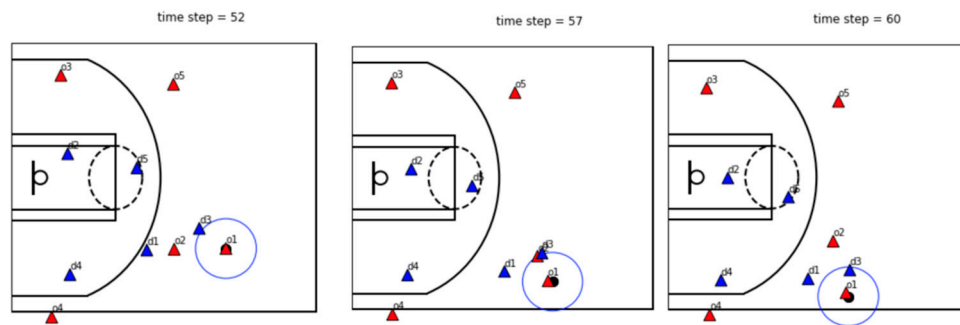 time step = 52
time step = 57
time step = 60
o3
o5
d2
d5
d3
o1
d1
o2
d4
o4
o3
o5
d2
d5
d3
d1
o1
d4
o4
o3
o5
d2
d5
o2
d3
d1
d4
o1
o4